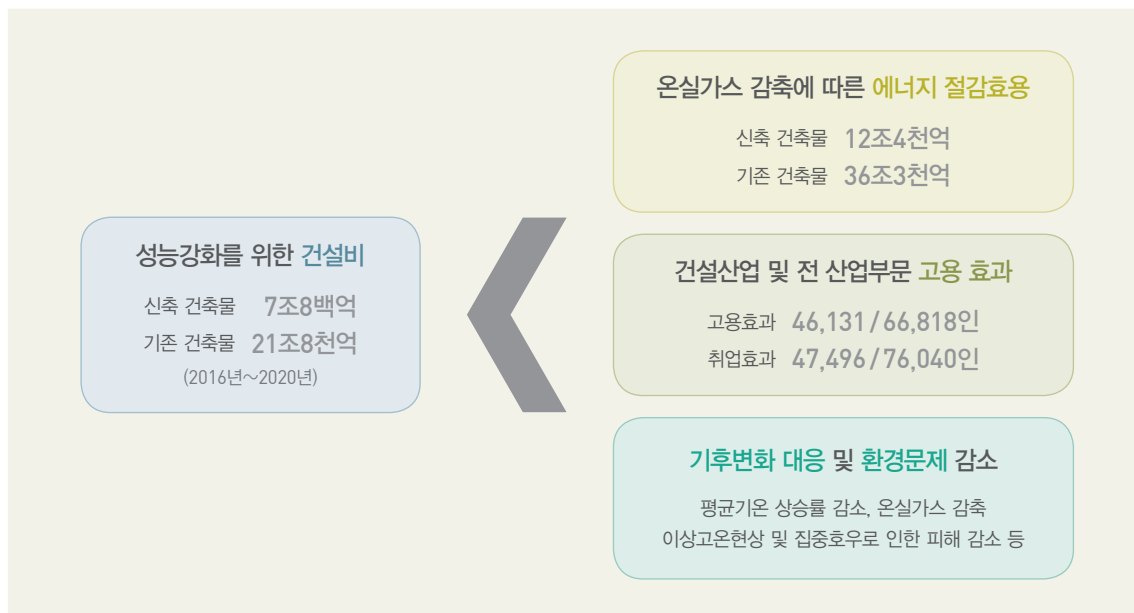 성능강화를 위한 건설비
신축 건축물 7조8백억
기존 건축물 21조8천억
(2016년~2020년)
온실가스 감축에 따른 에너지 절감효용
신축 건축물 12조4천억
기존 건축물 36조3천억
건설산업 및 전 산업부문 고용 효과
고용효과 46,131/66,818인
취업효과 47,496/76,040인
기후변화 대응 및 환경문제 감소
평균기온 상승률 감소, 온실가스 감축
이상고온현상 및 집중호우로 인한 피해 감소 등